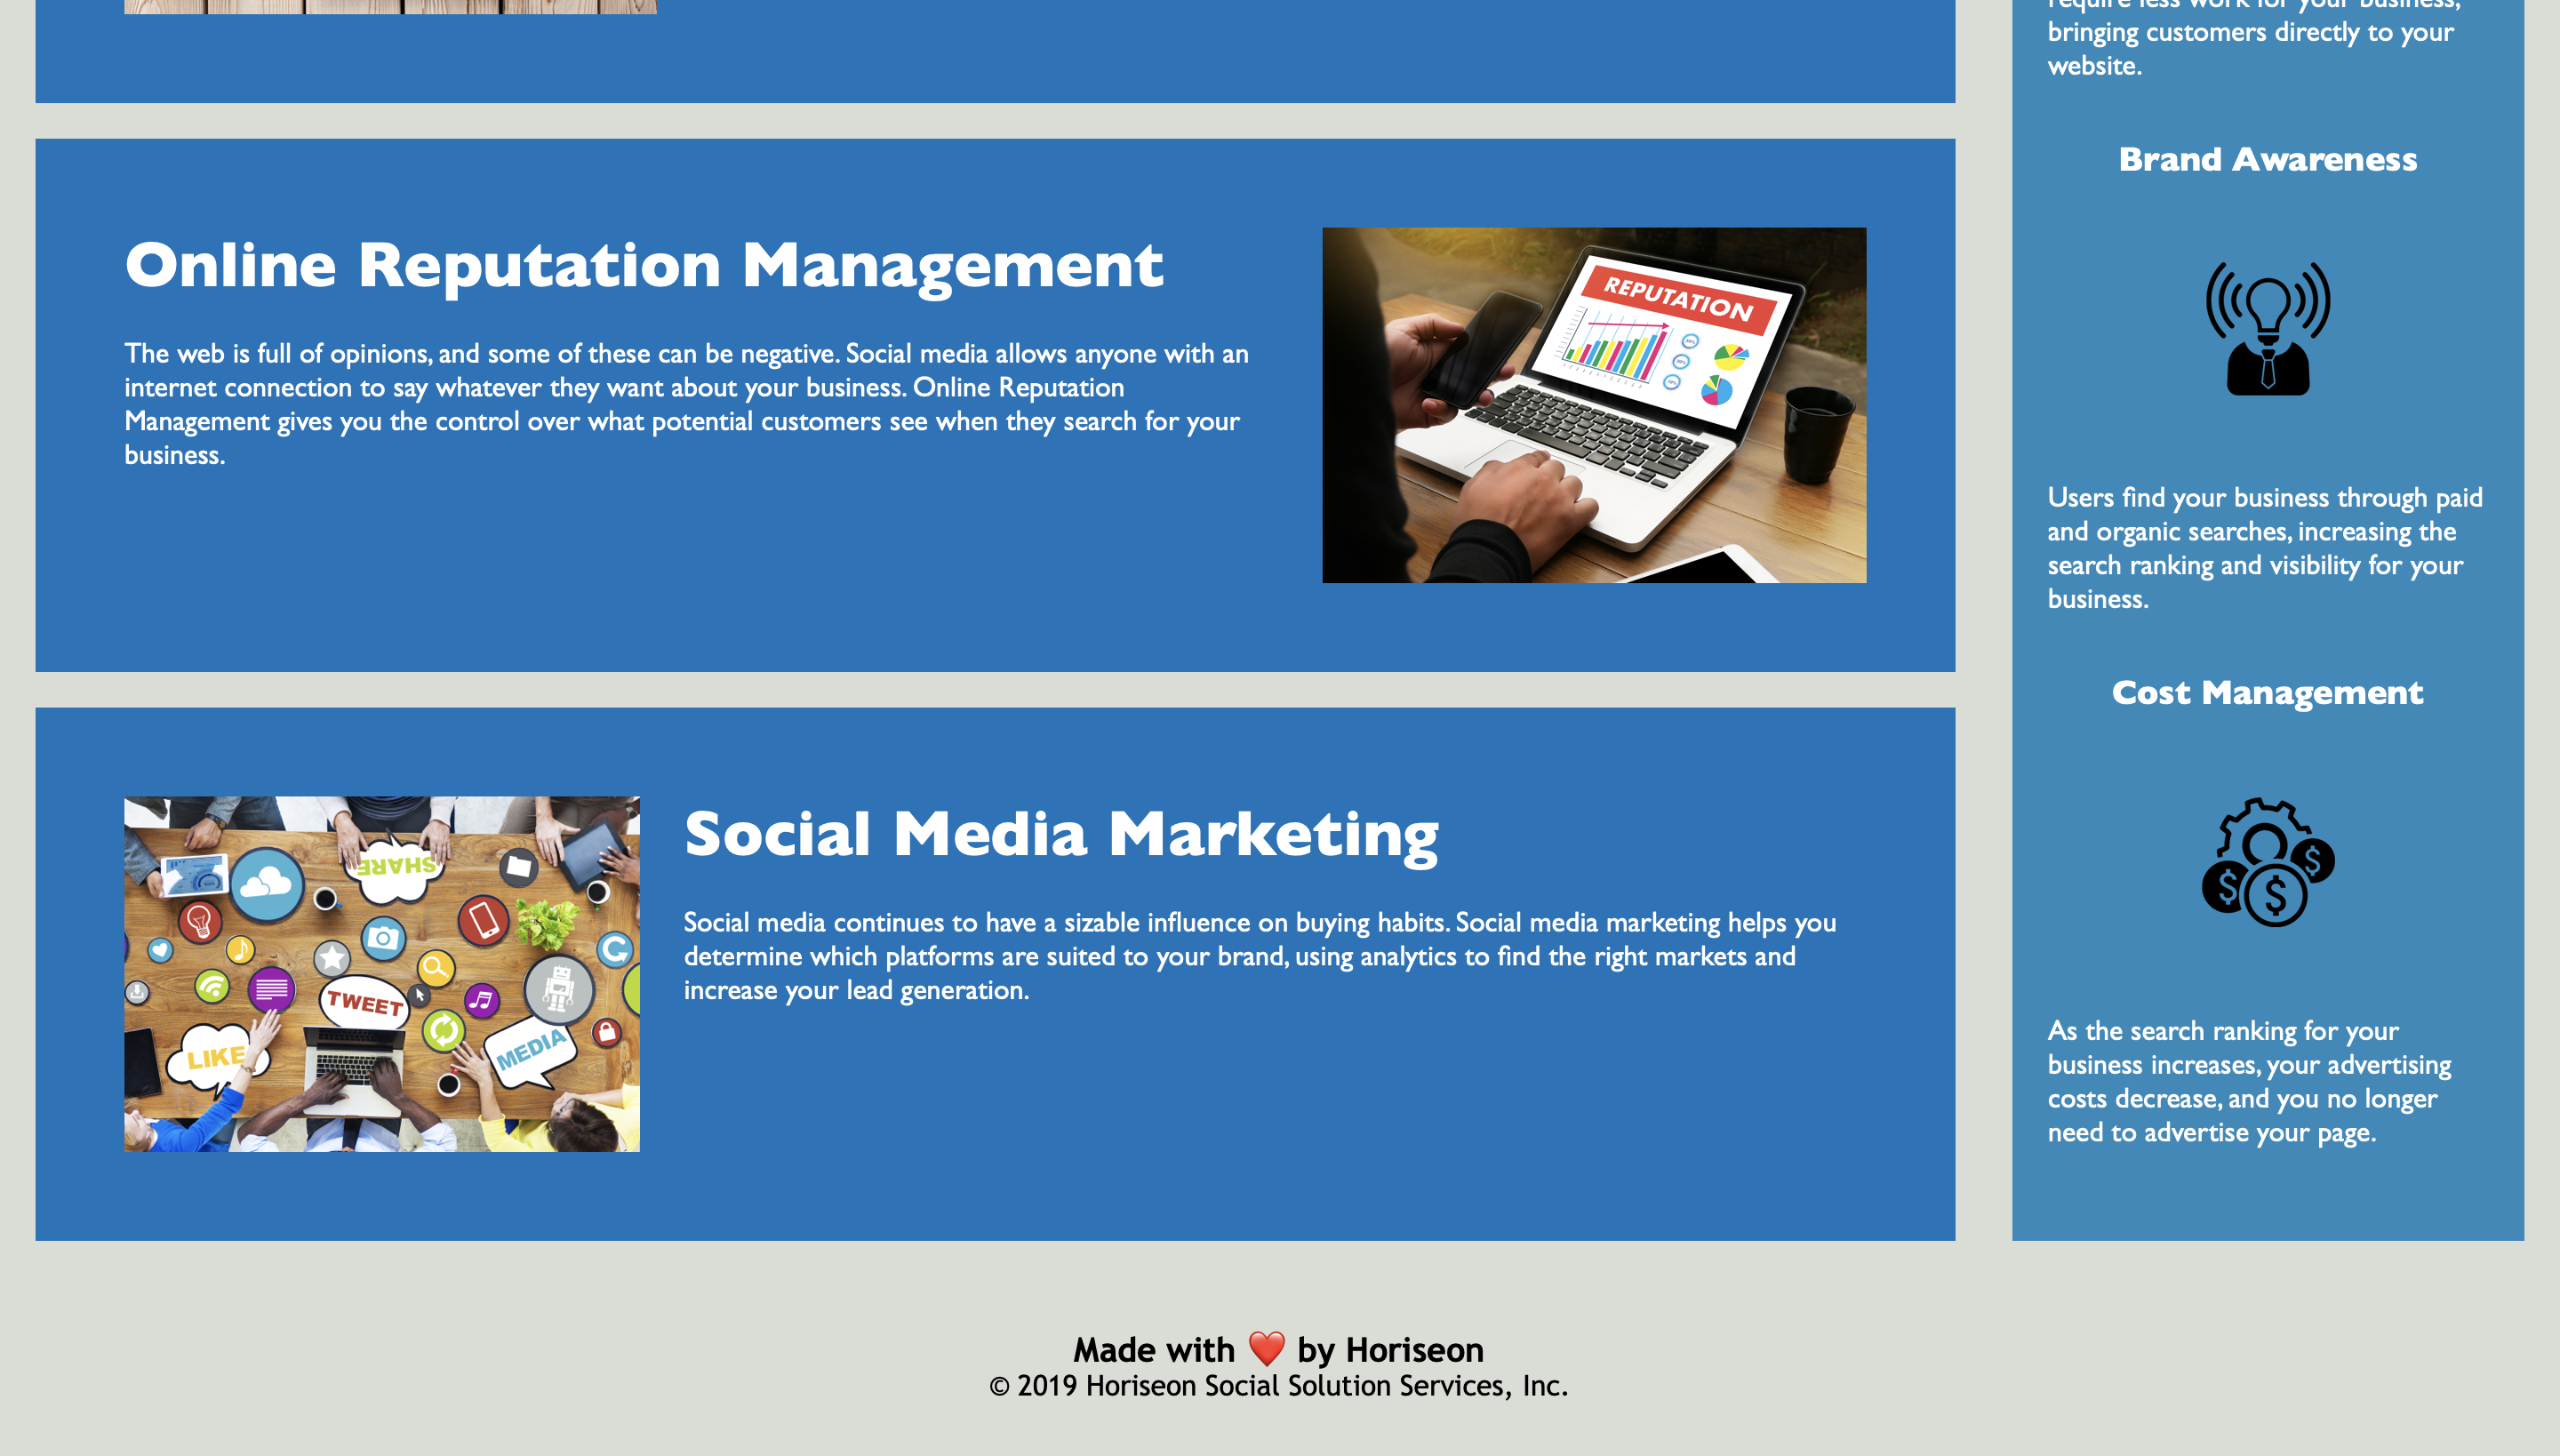 Online Reputation Management
The web is full of opinions, and some of these can be negative. Social media allows anyone with an
internet connection to say whatever they want about your business. Online Reputation
Management gives you the control over what potential customers see when they search for your
business.
REPUTATION
SHARE
TWEET
LIKE
MEDIA
Social Media Marketing
Social media continues to have a sizable influence on buying habits. Social media marketing helps you
determine which platforms are suited to your brand, using analytics to find the right markets and
increase your lead generation.
require less work for your business,
bringing customers directly to your
website.
Brand Awareness
Users find your business through paid
and organic searches, increasing the
search ranking and visibility for your
business.
Cost Management
$ $ $
As the search ranking for your
business increases, your advertising
costs decrease, and you no longer
need to advertise your page.
Made with ❤️ by Horiseon
© 2019 Horiseon Social Solution Services, Inc.